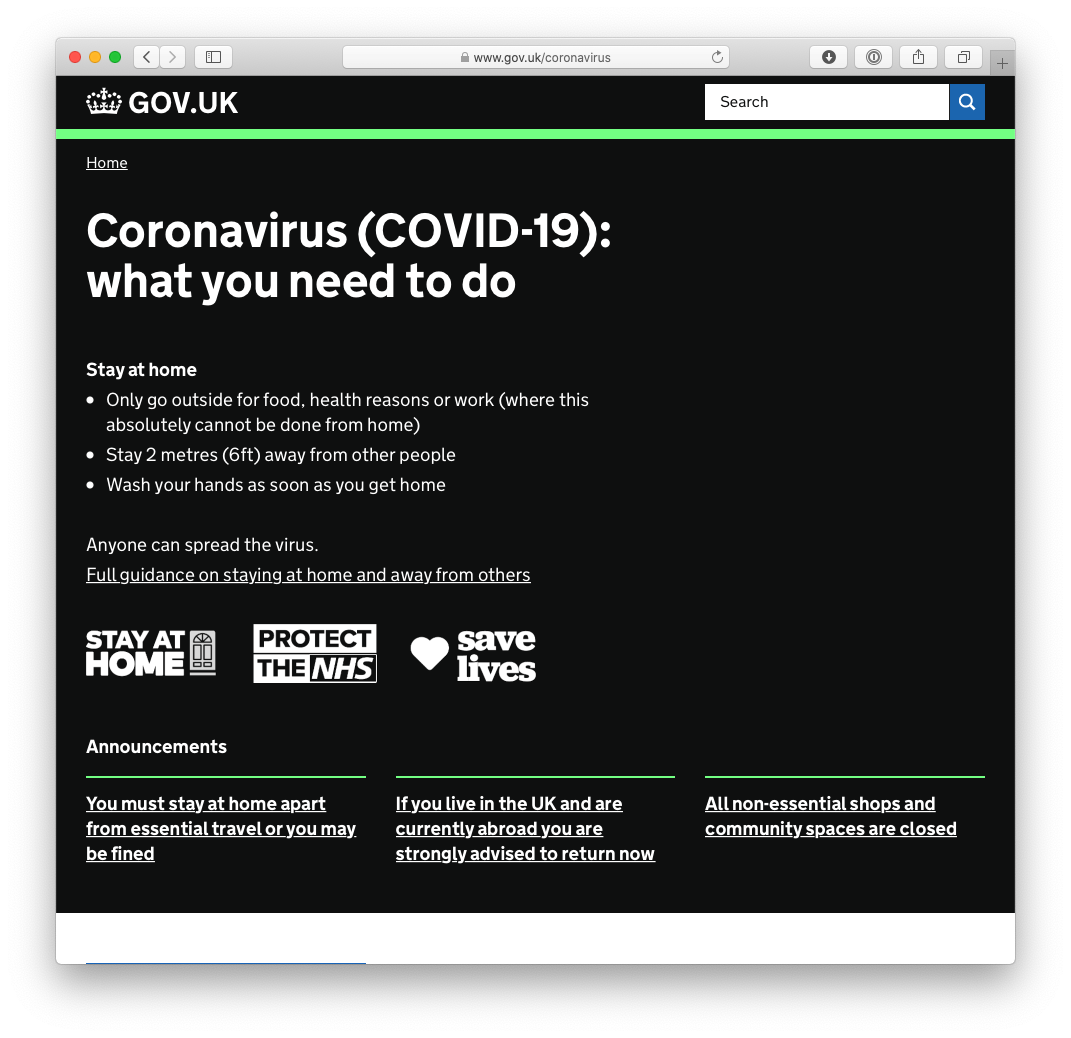 www.gov.uk/coronavirus
GOV.UK
Search
Home
Coronavirus (COVID-19):
what you need to do
Stay at home
Only go outside for food, health reasons or work (where this
absolutely cannot be done from home)
Stay 2 metres (6ft) away from other people
Wash your hands as soon as you get home
Anyone can spread the virus.
Full guidance on staying at home and away from others
STAY AT
HOME
PROTECT
THE NHS
save
lives
Announcements
You must stay at home apart
from essential travel or you may
be fined
If you live in the UK and are
currently abroad you are
strongly advised to return now
All non-essential shops and
community spaces are closed